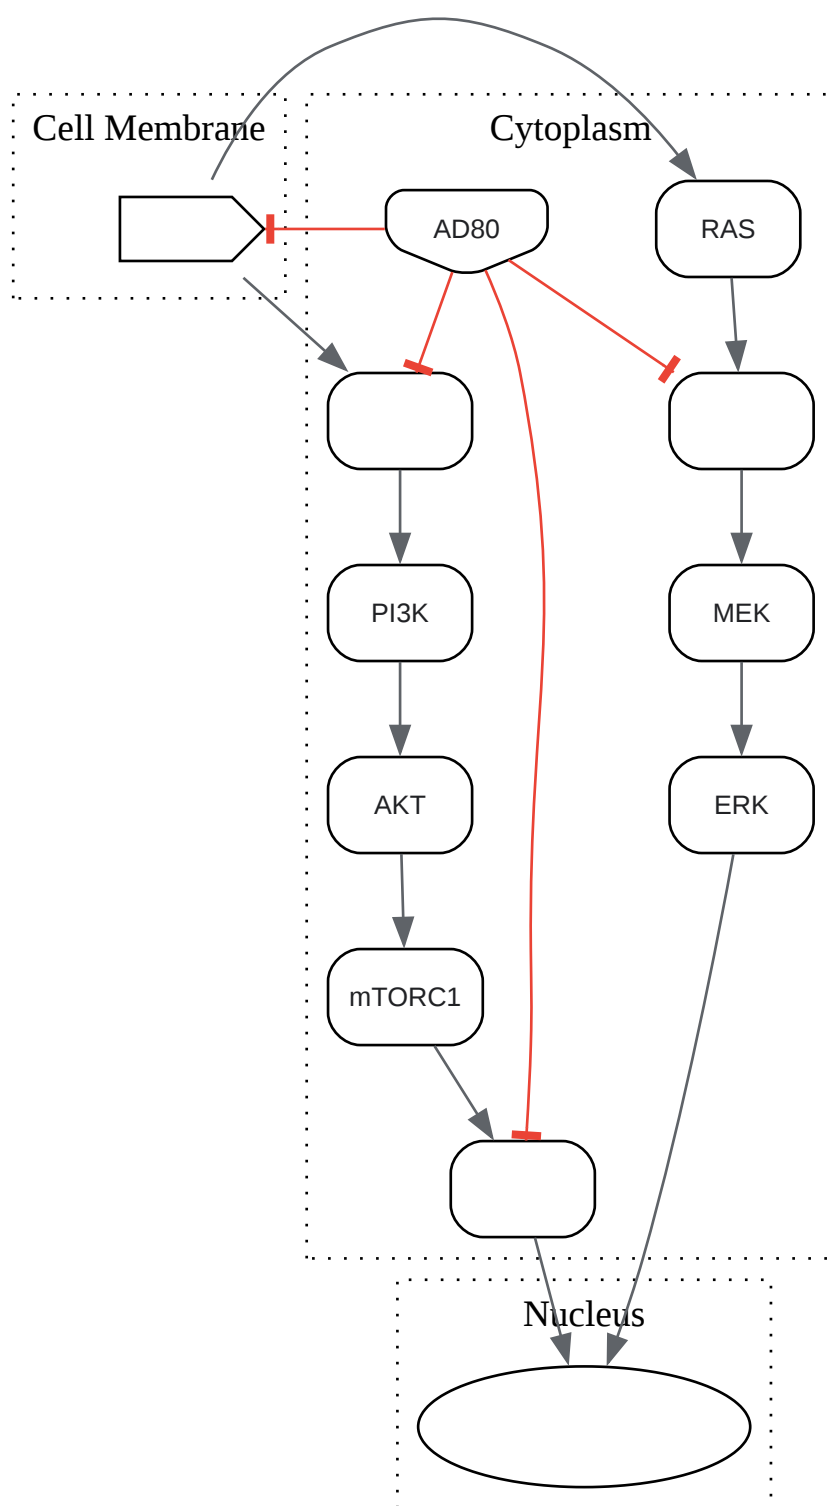 Cell Membrane
Cytoplasm
AD80
RAS
PI3K
MEK
AKT
ERK
mTORC1
Nucleus